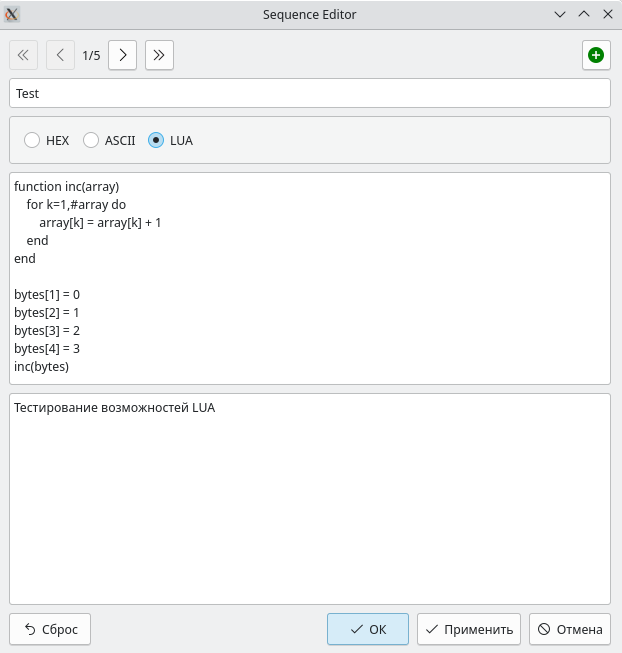 Sequence Editor
1/5
Test
HEX ASCII LUA
function inc(array)
    for k=1,#array do
        array[k] = array[k] + 1
    end
end

bytes[1] = 0
bytes[2] = 1
bytes[3] = 2
bytes[4] = 3
inc(bytes)
Тестирование возможностей LUA
Сброс OK Применить Отмена